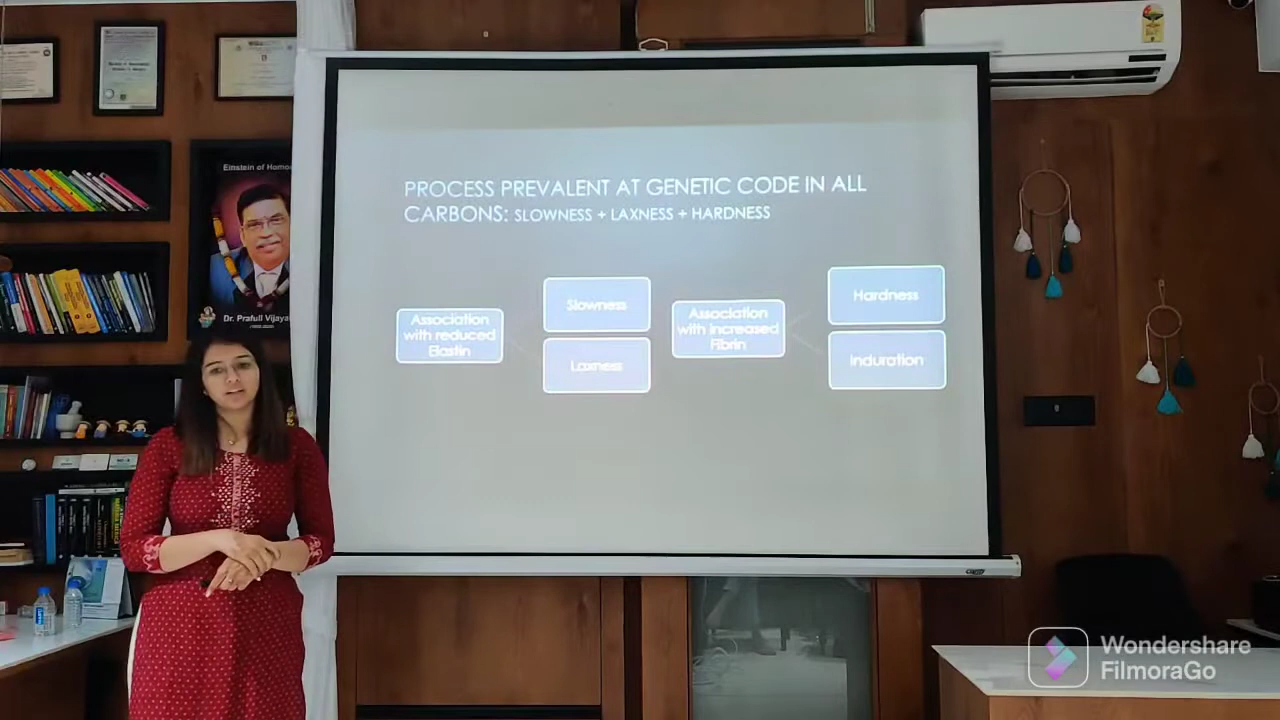 PROCESS PREVALENT AT GENETIC CODE IN ALL
CARBONS: SLOWNESS + LAXNESS + HARDNESS
Association
with reduced
Elastin
Slowness
Laxness
Association
with increased
Fibrin
Hardness
Induration
Einstein of Homo
Dr. Prafull Vijaya
Wondershare
FilmoraGo